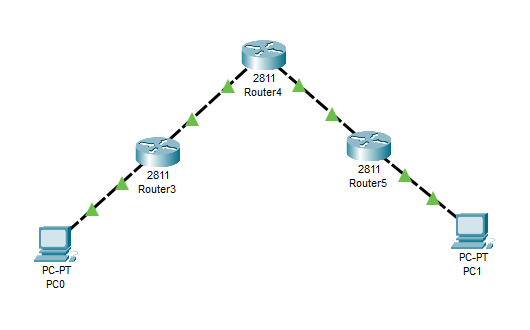 2811
Router4
2811
Router3
2811
Router5
PC-PT
PC0
PC-PT
PC1